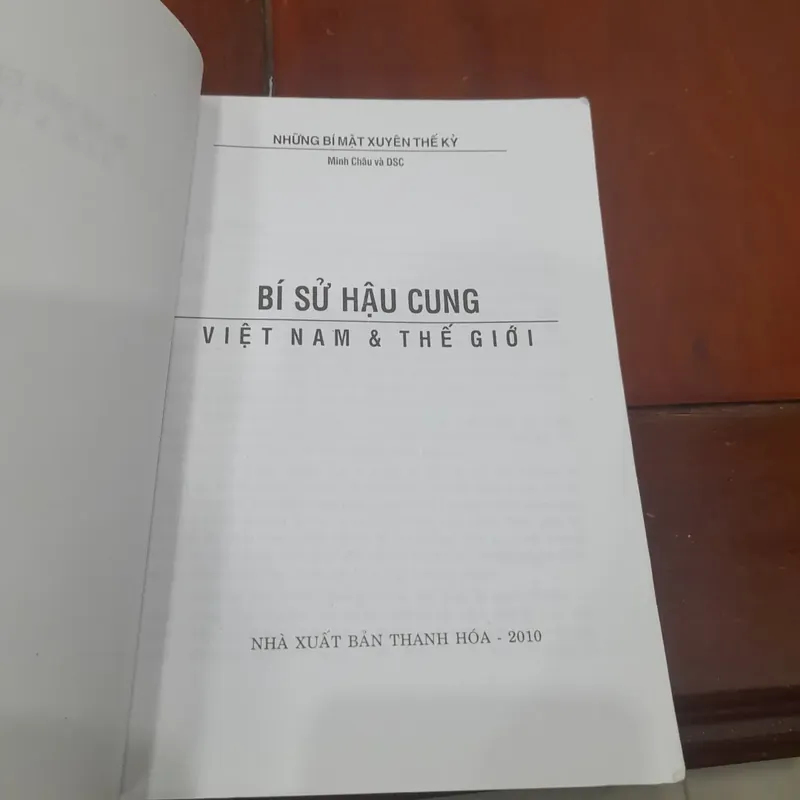 NHỮNG BÍ MẬT XUYÊN THẾ KỶ
Minh Châu và DSC
BÍ SỬ HẬU CUNG
VIỆT NAM & THẾ GIỚI
NHÀ XUẤT BẢN THANH HÓA - 2010